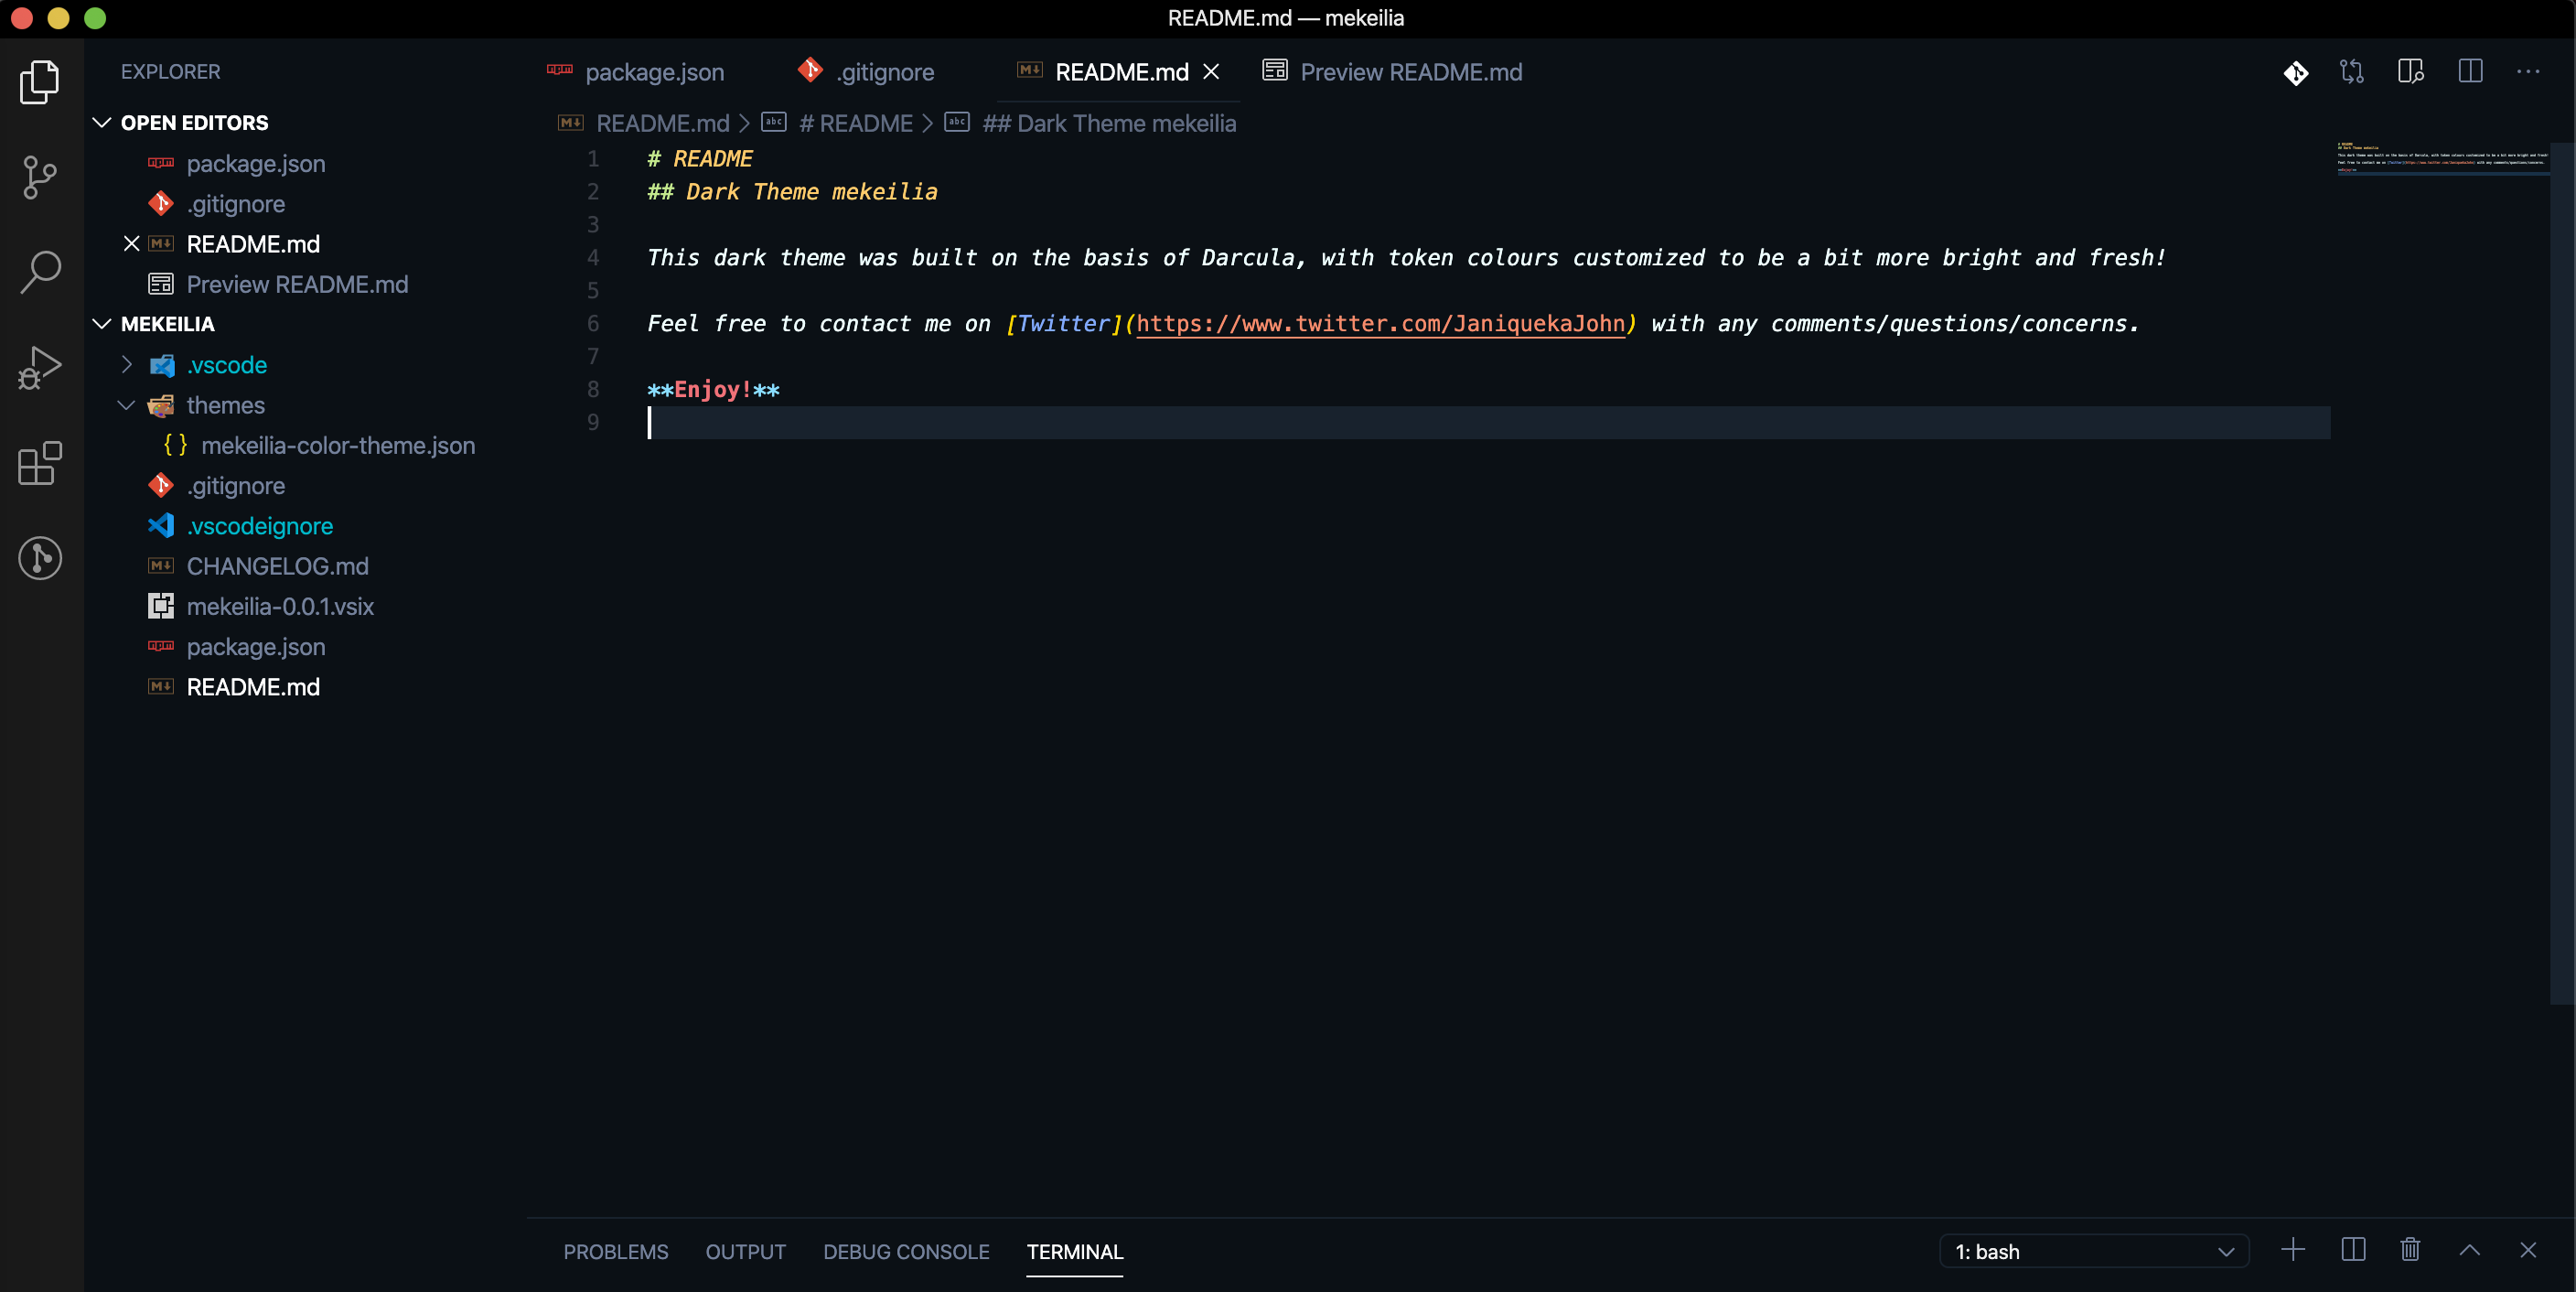 README.md — mekeilia
EXPLORER
OPEN EDITORS
package.json
.gitignore
README.md
Preview README.md
MEKEILIA
.vscode
themes
{ } mekeilia-color-theme.json
.gitignore
.vscodeignore
CHANGELOG.md
mekeilia-0.0.1.vsix
package.json
README.md
package.json .gitignore README.md Preview README.md
README.md > # README > ## Dark Theme mekeilia
1 # README
2 ## Dark Theme mekeilia
3
4 This dark theme was built on the basis of Darcula, with token colours customized to be a bit more bright and fresh!
5
6 Feel free to contact me on [Twitter](https://www.twitter.com/JaniquekaJohn) with any comments/questions/concerns.
7
8 **Enjoy!**
9
PROBLEMS OUTPUT DEBUG CONSOLE TERMINAL 1: bash